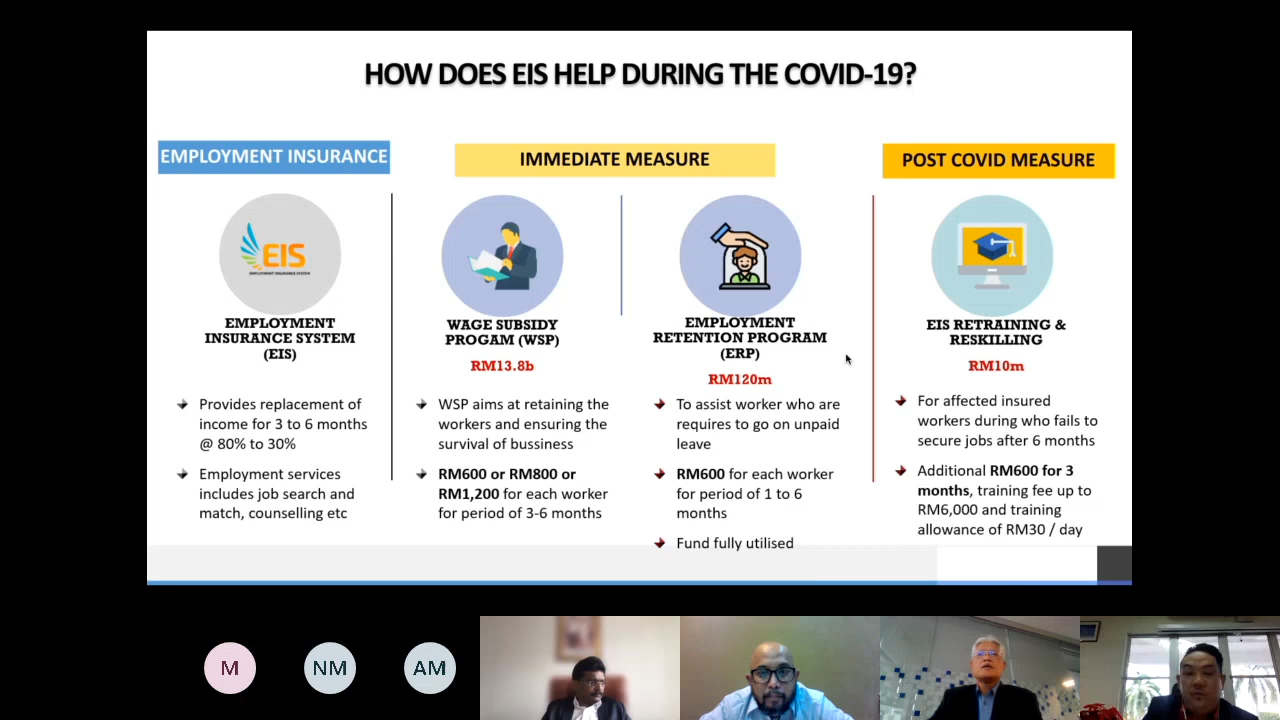 HOW DOES EIS HELP DURING THE COVID-19?
EMPLOYMENT INSURANCE
EIS
EMPLOYMENT INSURANCE SYSTEM
EMPLOYMENT
INSURANCE SYSTEM
(EIS)
Provides replacement of
income for 3 to 6 months
@ 80% to 30%
Employment services
includes job search and
match, counselling etc
IMMEDIATE MEASURE
WAGE SUBSIDY
PROGAM (WSP)
RM13.8b
WSP aims at retaining the
workers and ensuring the
survival of bussiness
RM600 or RM800 or
RM1,200 for each worker
for period of 3-6 months
EMPLOYMENT
RETENTION PROGRAM
(ERP)
RM120m
To assist worker who are
requires to go on unpaid
leave
RM600 for each worker
for period of 1 to 6
months
Fund fully utilised
POST COVID MEASURE
EIS RETRAINING &
RESKILLING
RM10m
For affected insured
workers during who fails to
secure jobs after 6 months
Additional RM600 for 3
months, training fee up to
RM6,000 and training
allowance of RM30 / day
M
NM
AM